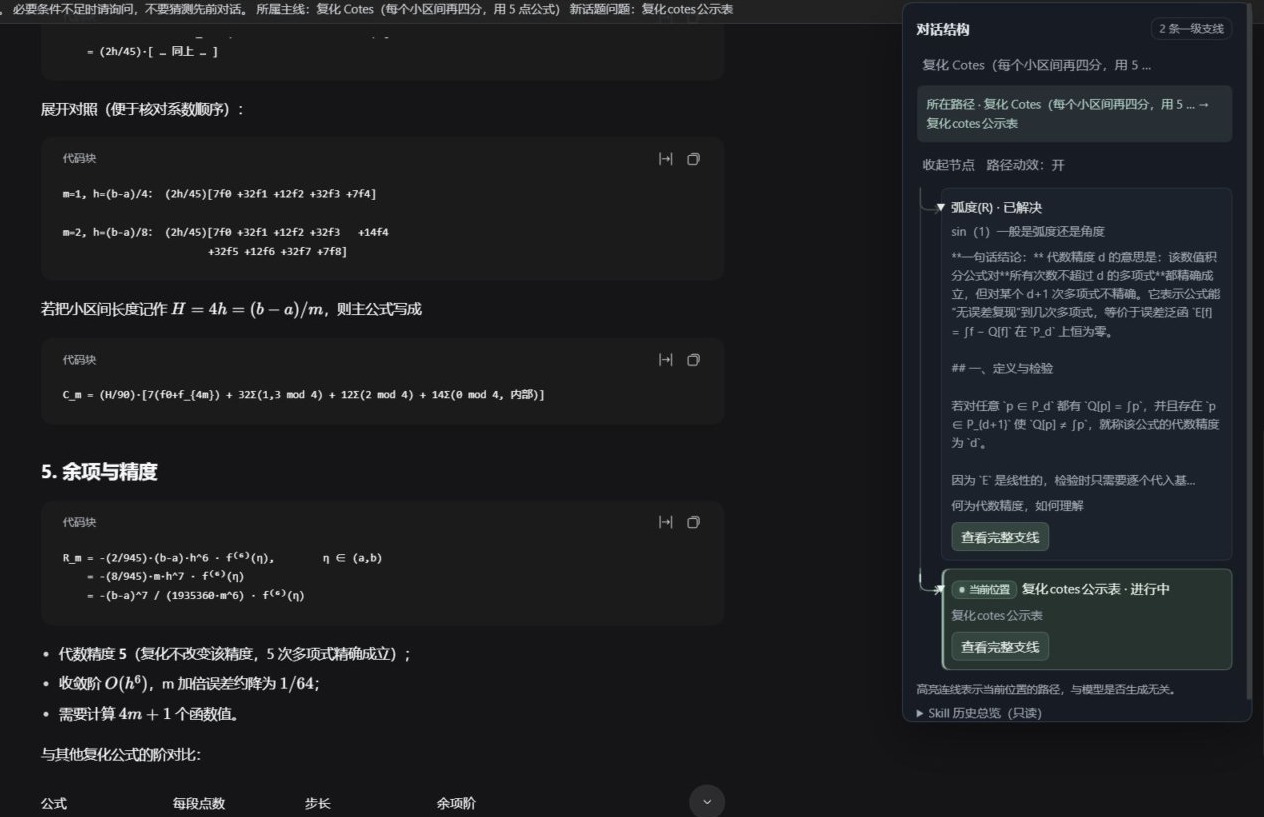 。 必要条件不足时请询问，不要猜测先前对话。 所属主线：复化 Cotes（每个小区间再四分，用 5 点公式） 新话题问题：复化cotes公示表
= (2h/45)·[ … 同上 … ]
展开对照（便于核对系数顺序）：
代码块
m=1, h=(b-a)/4： (2h/45)[7f0 +32f1 +12f2 +32f3 +7f4]
m=2, h=(b-a)/8： (2h/45)[7f0 +32f1 +12f2 +32f3 +14f4
+32f5 +12f6 +32f7 +7f8]
若把小区间长度记作 H = 4h = (b − a)/m，则主公式写成
代码块
C_m = (H/90)·[7(f0+f_{4m}) + 32Σ(1,3 mod 4) + 12Σ(2 mod 4) + 14Σ(0 mod 4, 内部)]
5. 余项与精度
代码块
R_m = -(2/945)·(b-a)·h^6 · f⁽⁶⁾(η), η ∈ (a,b)
= -(8/945)·m·h^7 · f⁽⁶⁾(η)
= -(b-a)^7 / (1935360·m^6) · f⁽⁶⁾(η)
• 代数精度 5（复化不改变该精度，5 次多项式精确成立）；
• 收敛阶 O(h⁶)，m 加倍误差约降为 1/64；
• 需要计算 4m + 1 个函数值。
与其他复化公式的阶对比：
公式 每段点数 步长 余项阶
对话结构 2 条一级支线
复化 Cotes（每个小区间再四分，用 5 ...
所在路径 · 复化 Cotes（每个小区间再四分，用 5 ... →
复化cotes公示表
收起节点 路径动效：开
▼ 弧度(R) · 已解决
sin（1）一般是弧度还是角度
**一句话结论：** 代数精度 d 的意思是：该数值积
分公式对**所有次数不超过 d 的多项式**都精确成
立，但对某个 d+1 次多项式不精确。它表示公式能
“无误差复现”到几次多项式，等价于误差泛函 `E[f]
= ∫f − Q[f]` 在 `P_d` 上恒为零。
## 一、定义与检验
若对任意 `p ∈ P_d` 都有 `Q[p] = ∫p`，并且存在 `p
∈ P_{d+1}` 使 `Q[p] ≠ ∫p`，就称该公式的代数精度
为 `d`。
因为 `E` 是线性的，检验时只需要逐个代入基...
何为代数精度，如何理解
查看完整支线
当前位置 复化cotes公示表 · 进行中
复化cotes公示表
查看完整支线
高亮连线表示当前位置的路径，与模型是否生成无关。
▶ Skill 历史总览（只读）